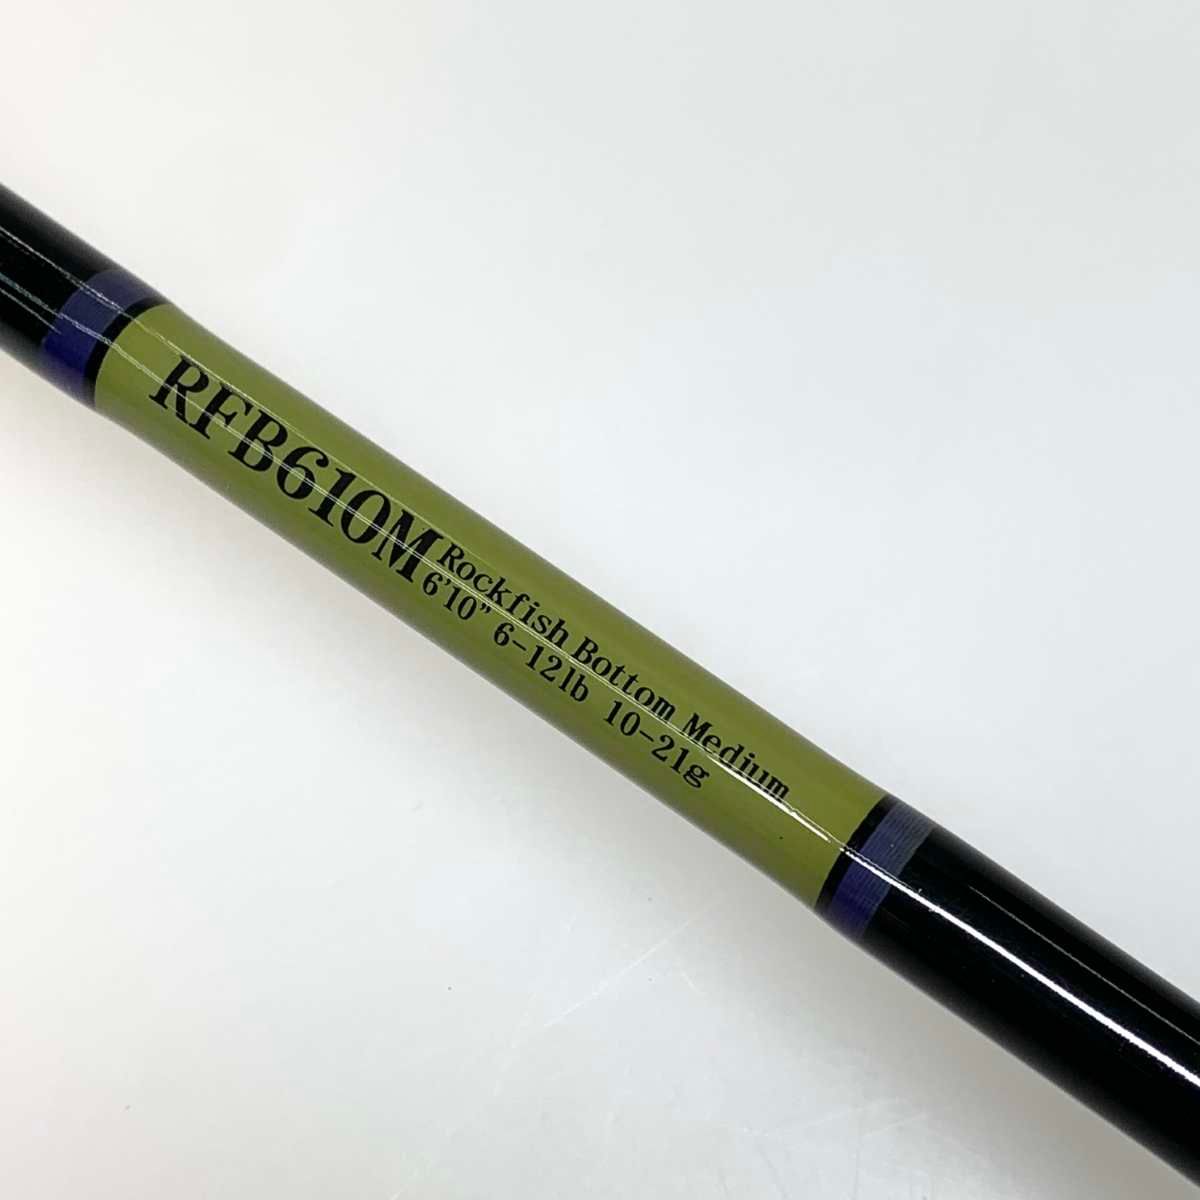 RFB610M
Rockfish Bottom Medium
6'10" 6-12lb 10-21g